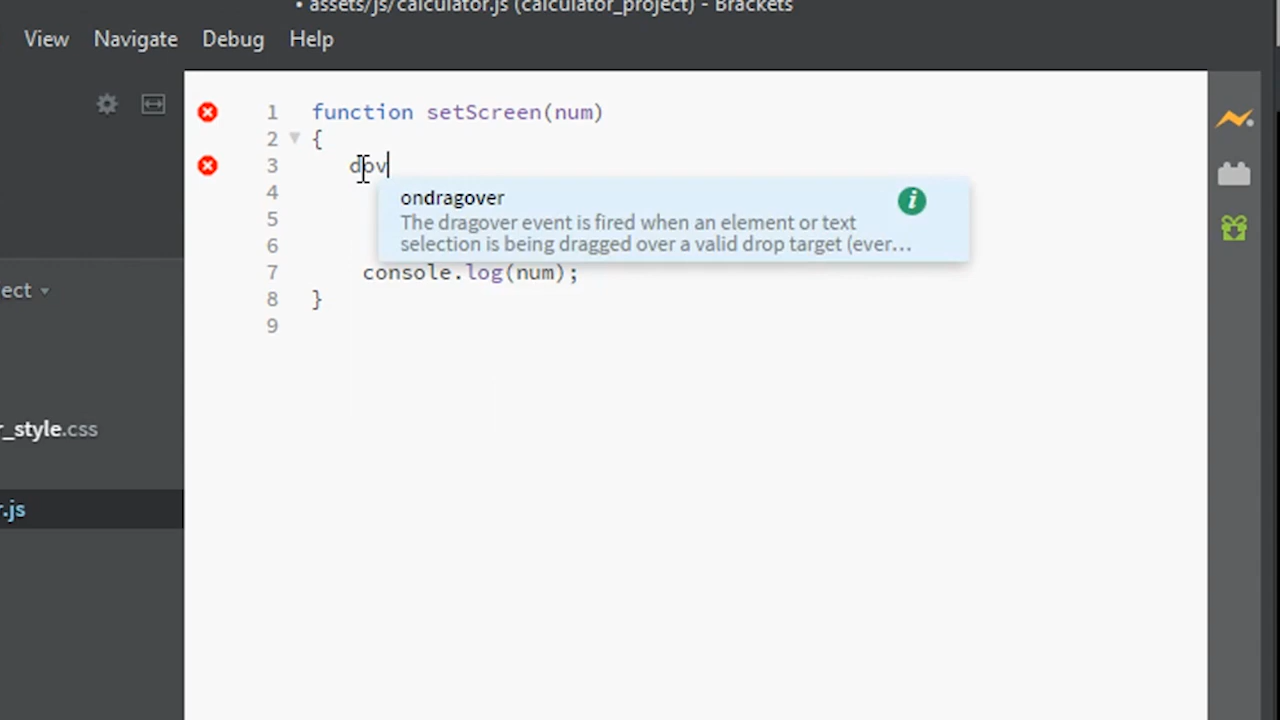 • assets/js/calculator.js (calculator_project) - Brackets
View Navigate Debug Help
1 function setScreen(num)
2 {
3 dov
ondragover
The dragover event is fired when an element or text
selection is being dragged over a valid drop target (ever…
4
5
6
7 console.log(num);
8 }
9
ect
r_style.css
r.js